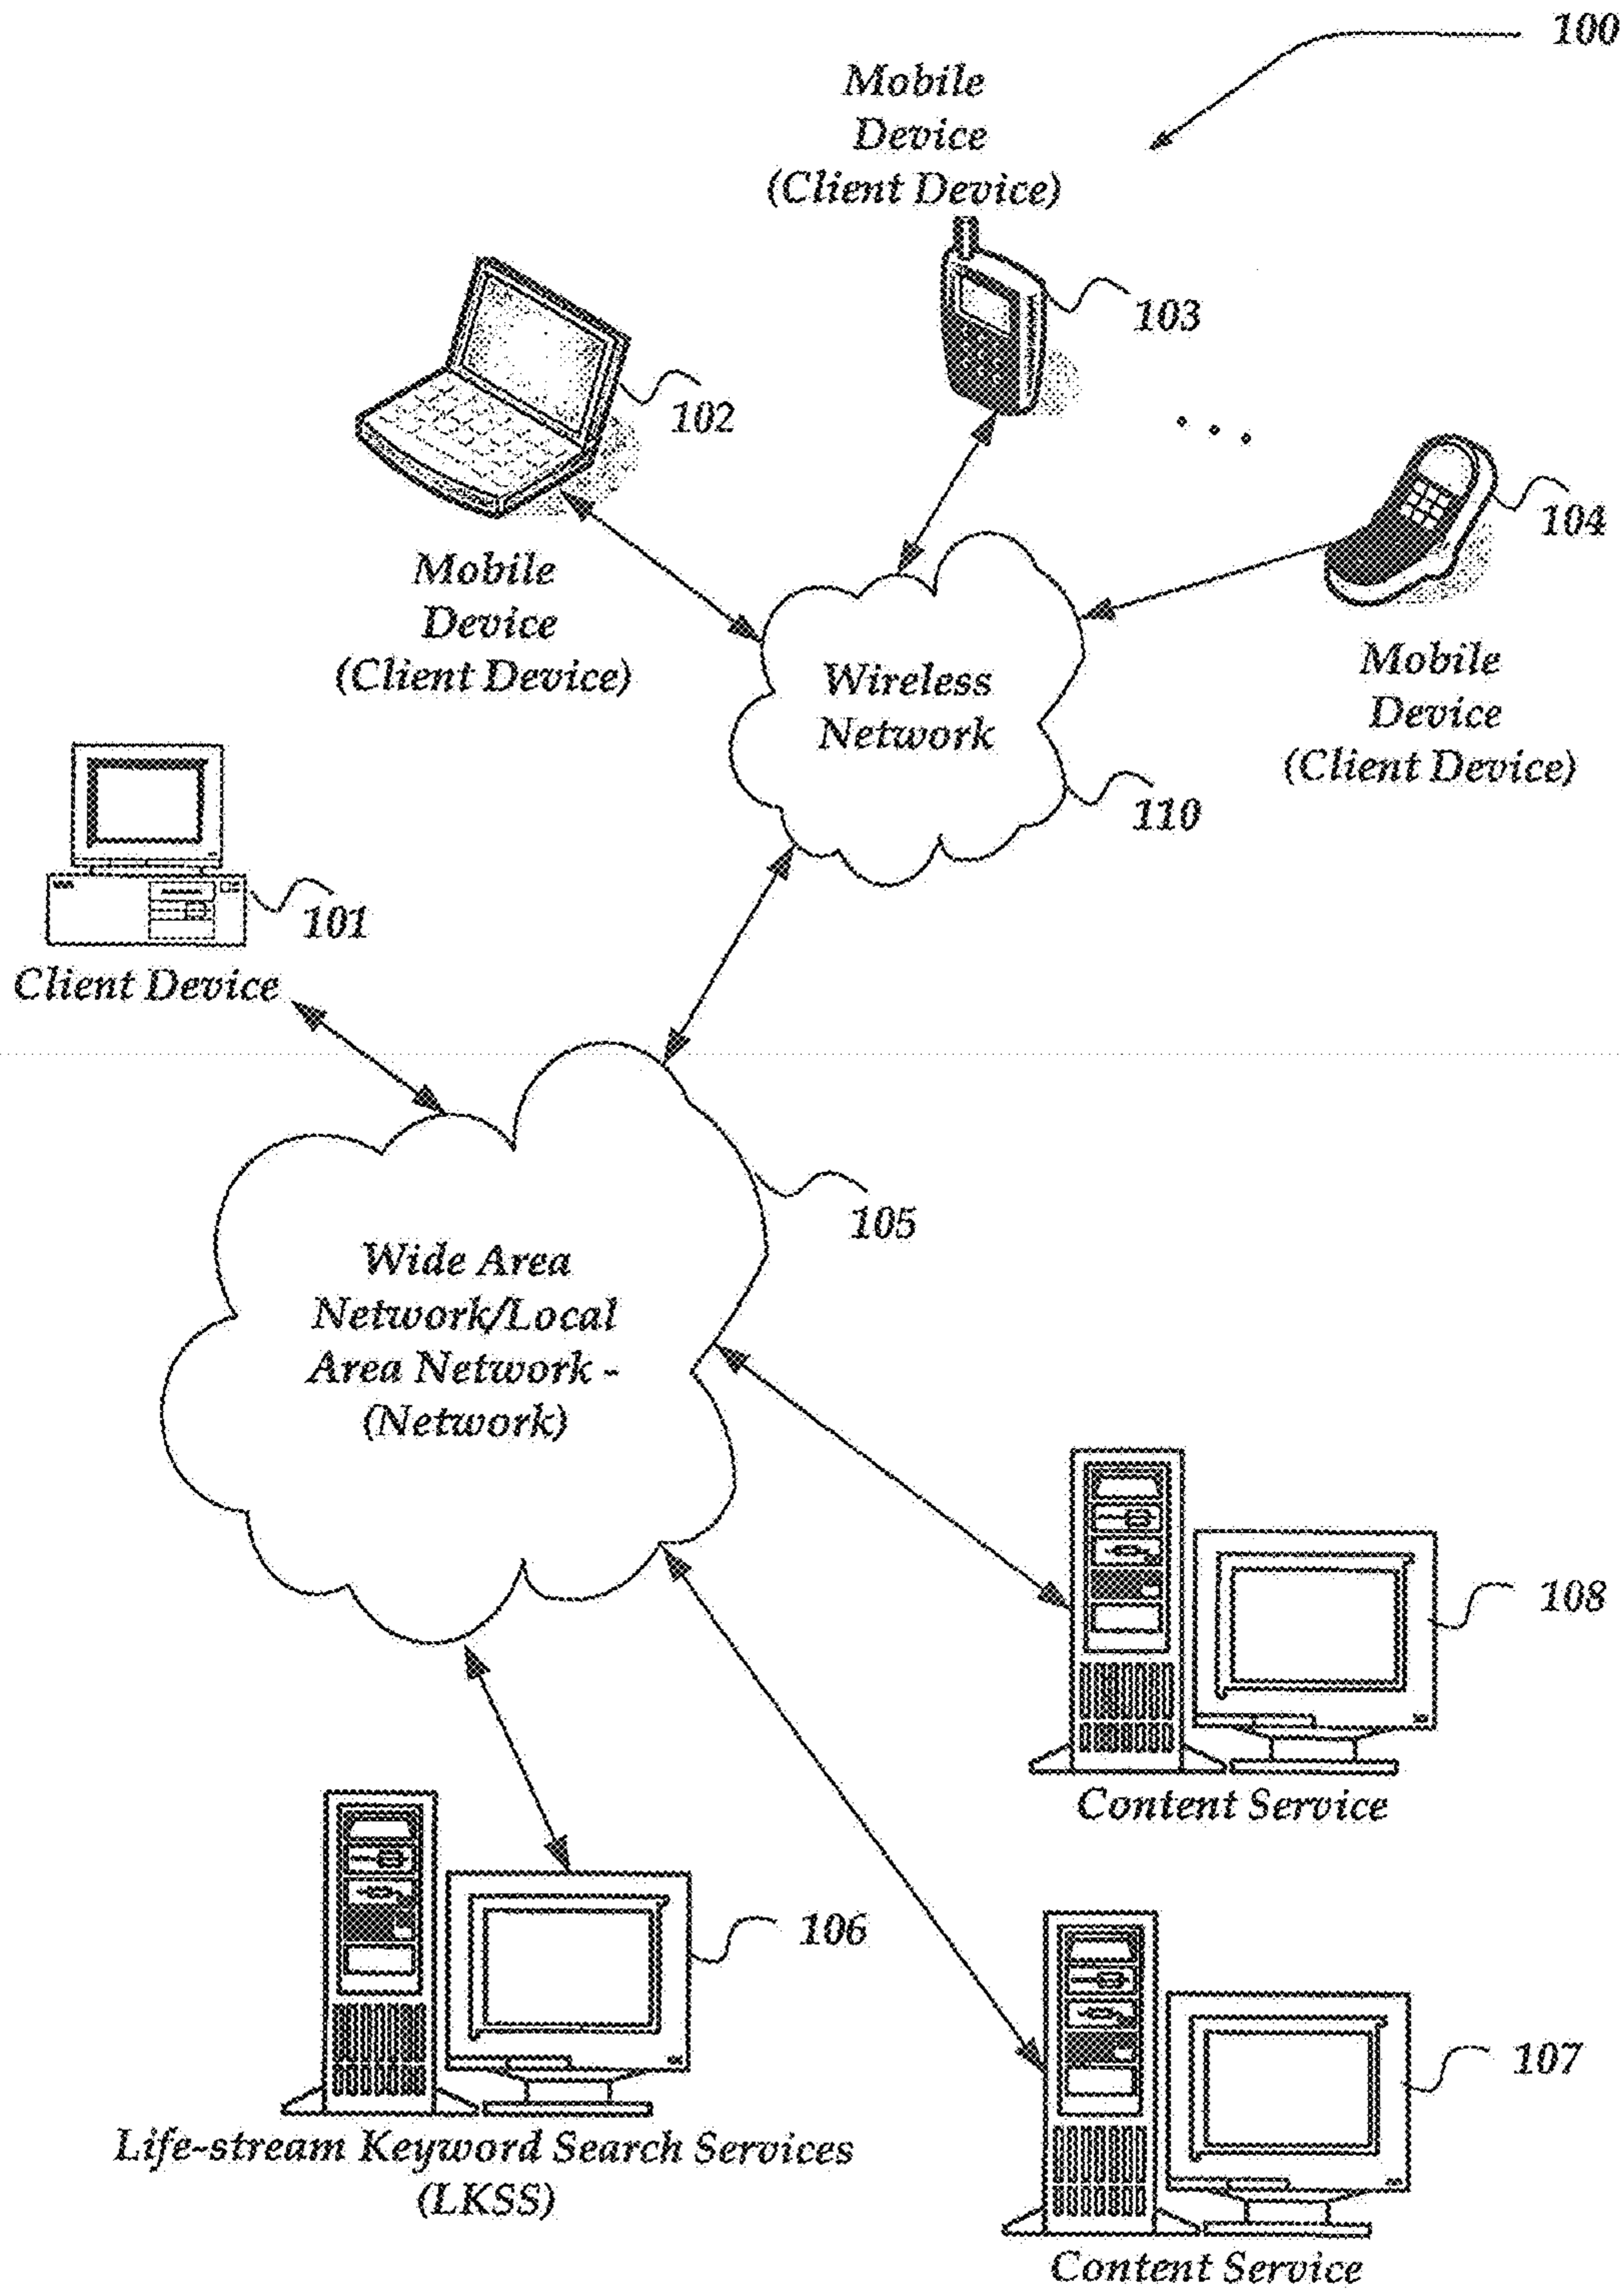 100
Mobile
Device
(Client Device)
103
102
104
Mobile
Device
(Client Device)
Wireless
Network
Mobile
Device
(Client Device)
110
101
Client Device
105
Wide Area
Network/Local
Area Network -
(Network)
108
Content Service
106
107
Life-stream Keyword Search Services
(LKSS)
Content Service